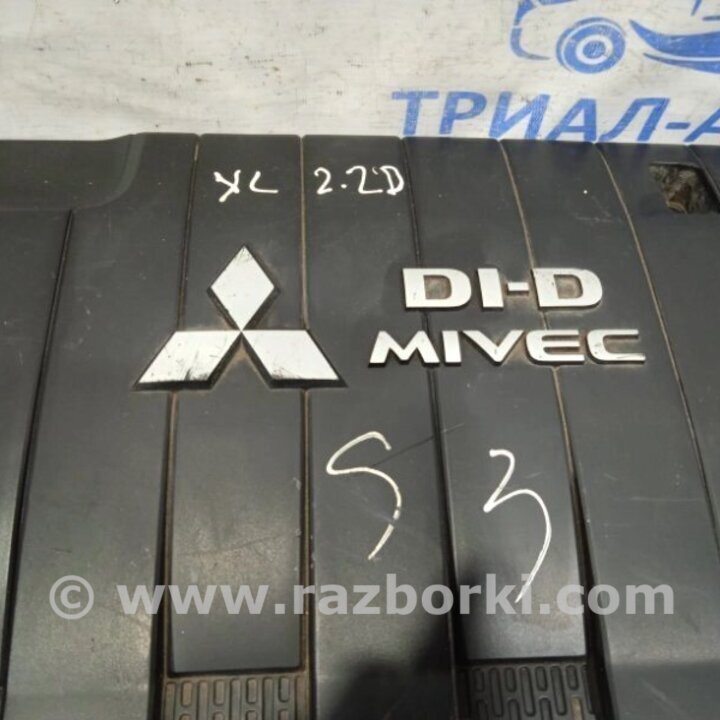 ТРИАЛ-А
XL 2.2D
DI-D
MIVEC
S 3
© www.razborki.com